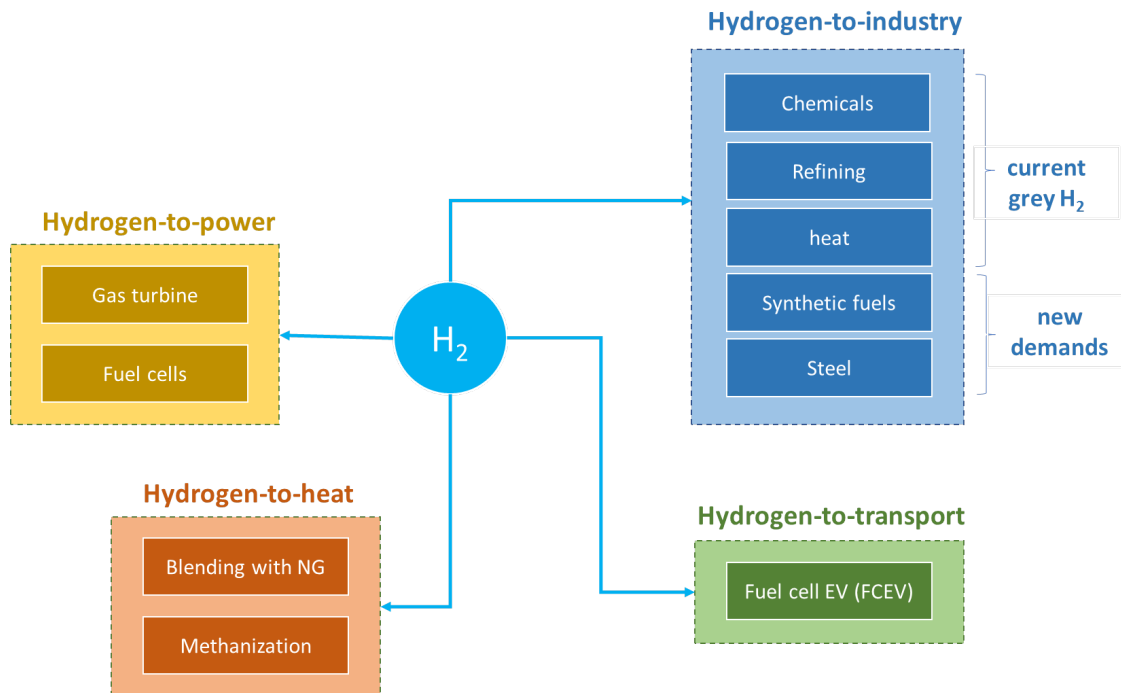 Hydrogen-to-industry
Chemicals
Refining
heat
Synthetic fuels
Steel
current
grey H₂
new
demands
Hydrogen-to-power
Gas turbine
Fuel cells
H₂
Hydrogen-to-heat
Blending with NG
Methanization
Hydrogen-to-transport
Fuel cell EV (FCEV)